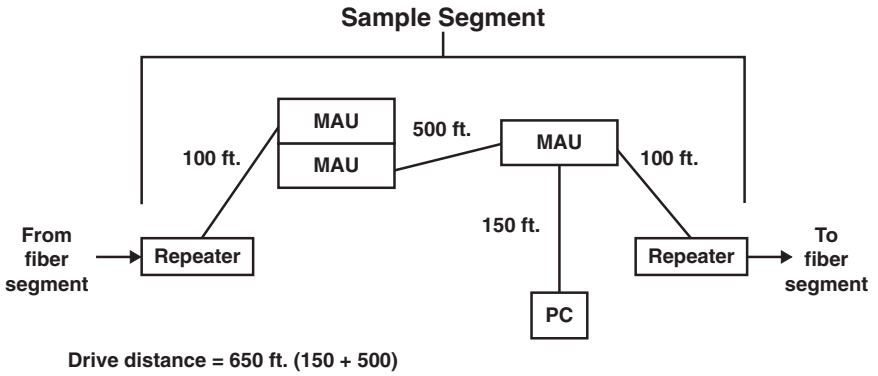 Sample Segment
MAU
MAU
500 ft.
MAU
100 ft.
100 ft.
150 ft.
From
fiber
segment
Repeater
Repeater
To
fiber
segment
PC
Drive distance = 650 ft. (150 + 500)